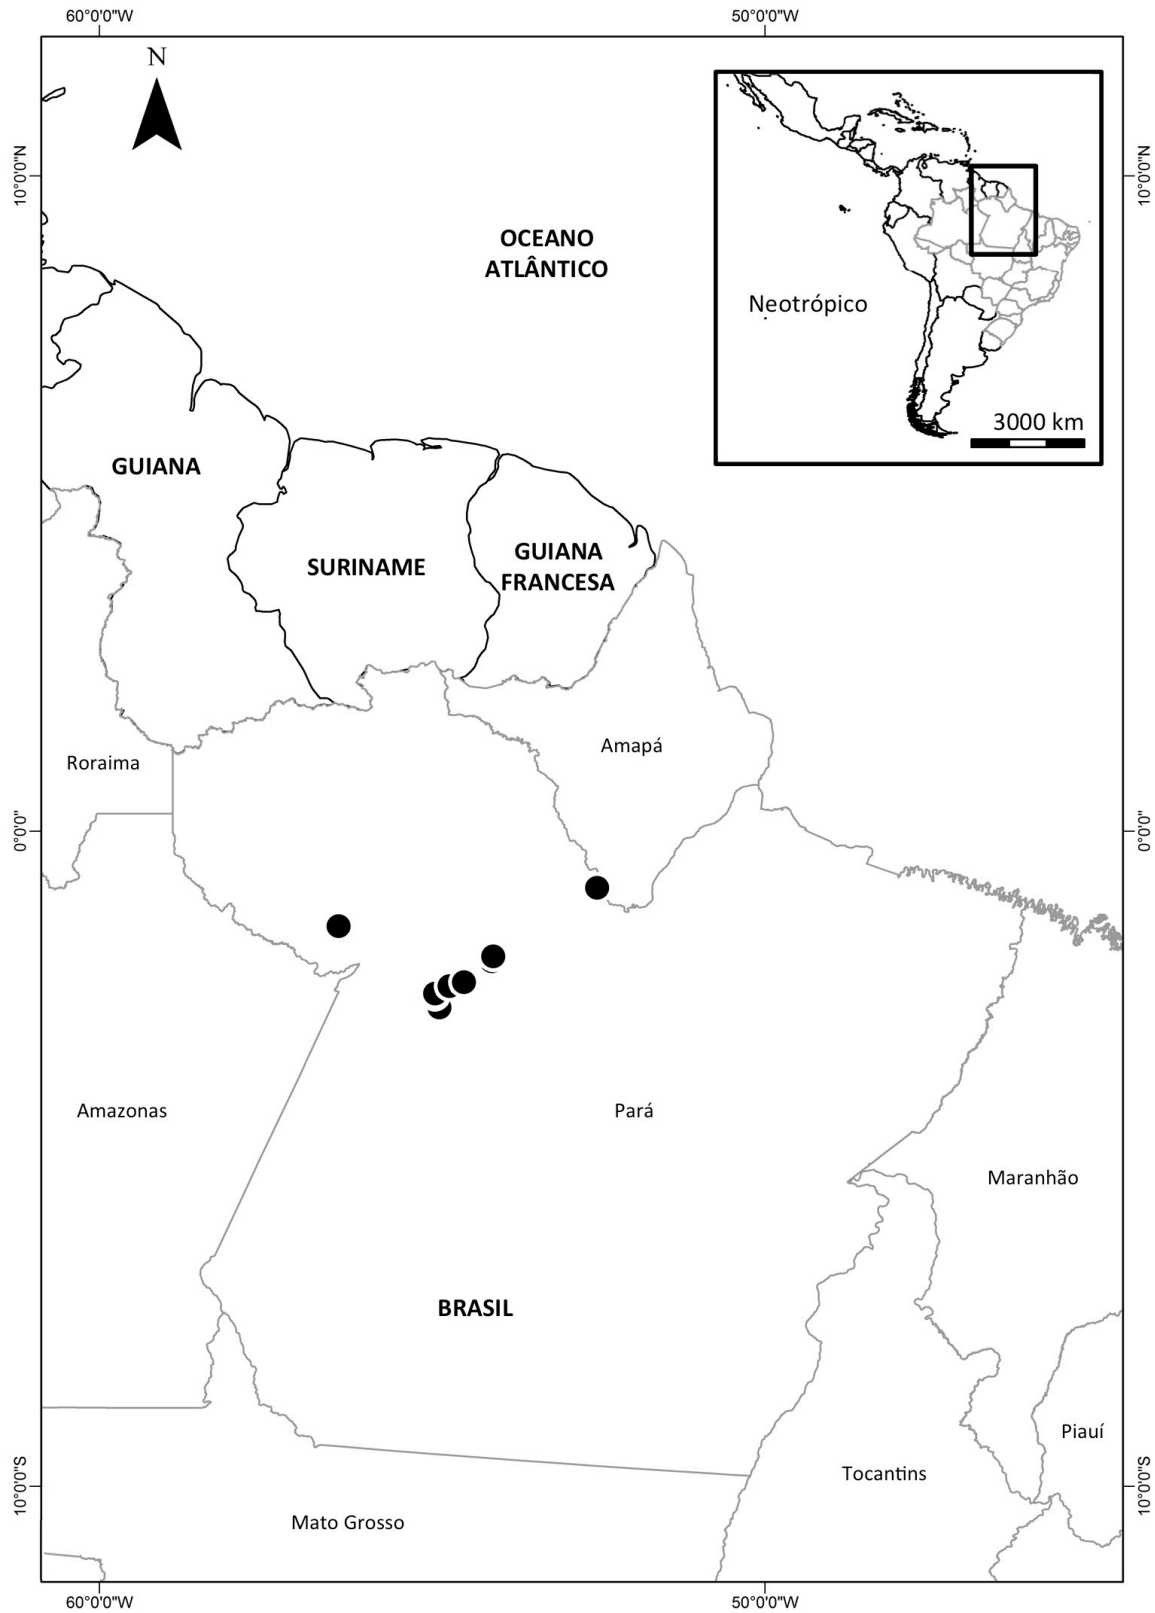 60°0'0"W
50°0'0"W
N
10°0'0"N
10°0'0"N
OCEANO
ATLÂNTICO
Neotrópico
3000 km
GUIANA
SURINAME
GUIANA
FRANCESA
Roraima
Amapá
0°0'0"
0°0'0"
Amazonas
Pará
Maranhão
BRASIL
Piauí
Tocantins
10°0'0"S
10°0'0"S
Mato Grosso
60°0'0"W
50°0'0"W